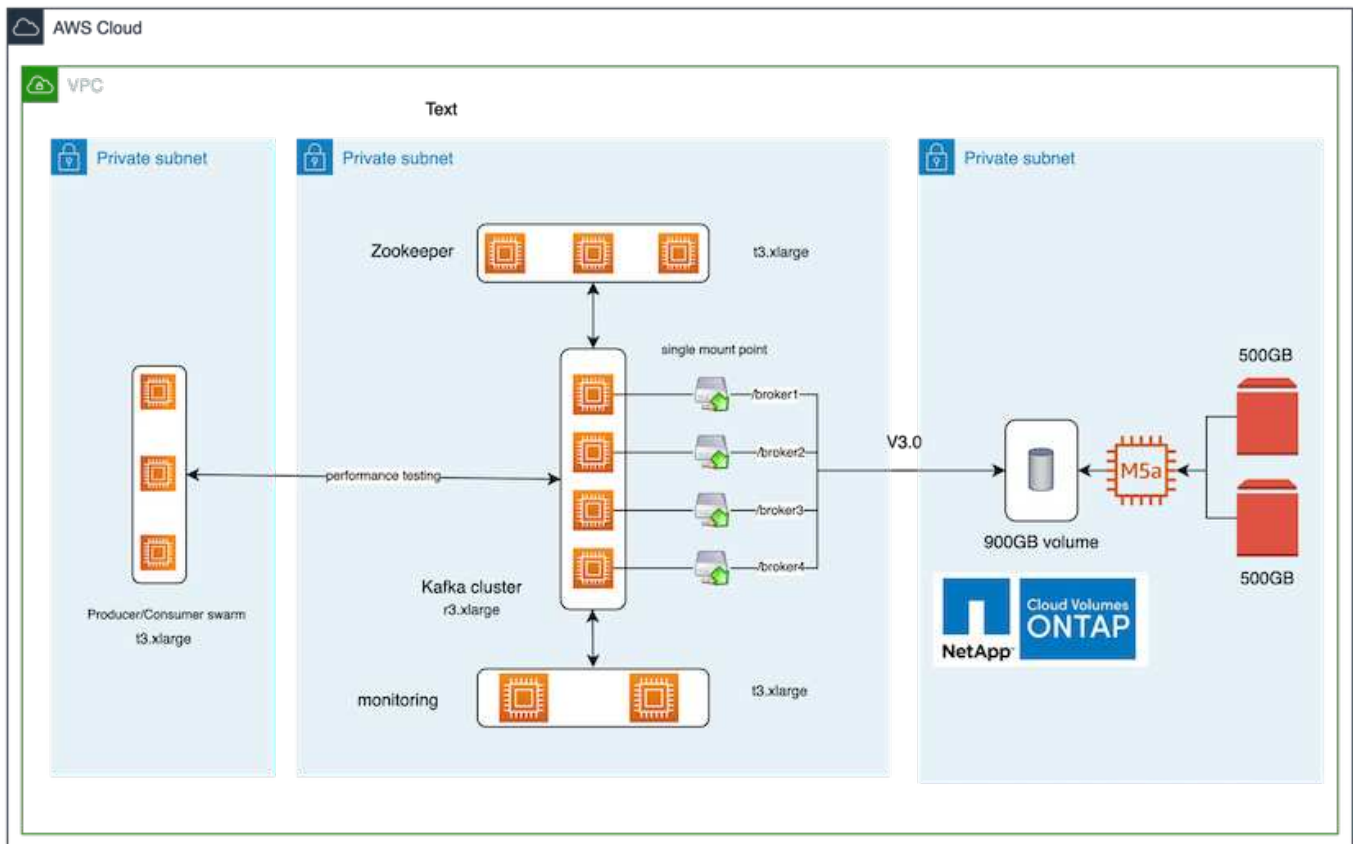 AWS Cloud
VPC
Text
Private subnet
Private subnet
Private subnet
Zookeeper
t3.xlarge
single mount point
500GB
/broker1
/broker2
V3.0
M5a
performance testing
/broker3
900GB volume
/broker4
500GB
Kafka cluster
r3.xlarge
Producer/Consumer swarm
t3.xlarge
NetApp
Cloud Volumes
ONTAP
monitoring
t3.xlarge